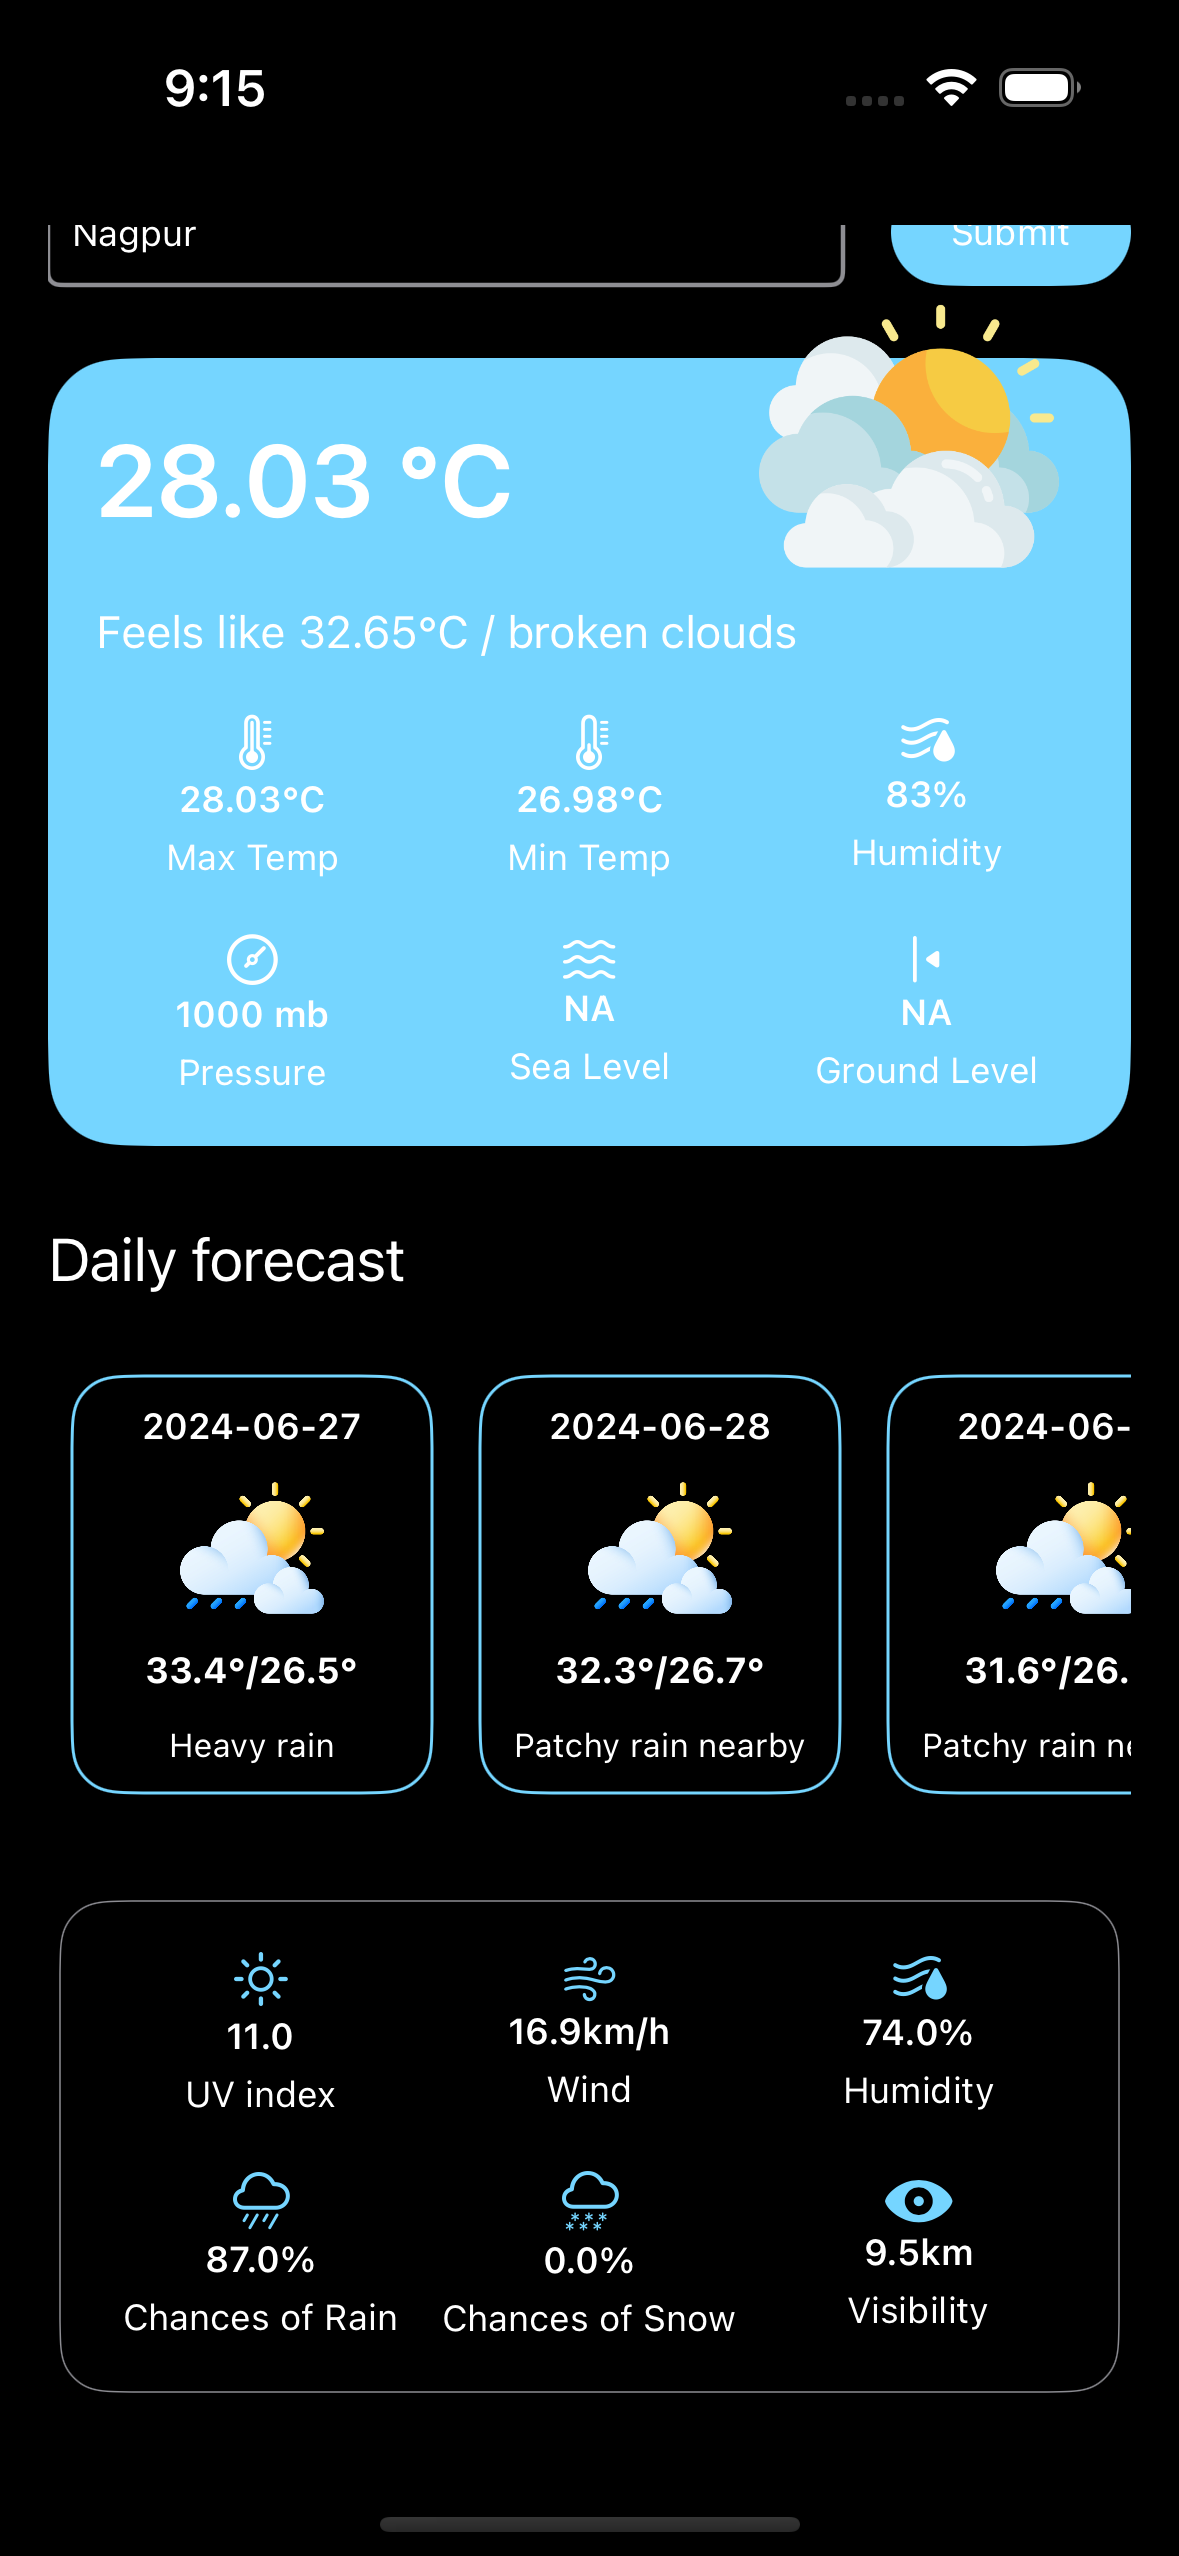 9:15
Nagpur
Submit
28.03 °C
Feels like 32.65°C / broken clouds
28.03°C
26.98°C
83%
Max Temp
Min Temp
Humidity
1000 mb
NA
NA
Pressure
Sea Level
Ground Level
Daily forecast
2024-06-27
2024-06-28
2024-06-
33.4°/26.5°
32.3°/26.7°
31.6°/26.
Heavy rain
Patchy rain nearby
Patchy rain ne
11.0
16.9km/h
74.0%
UV index
Wind
Humidity
87.0%
0.0%
9.5km
Chances of Rain
Chances of Snow
Visibility